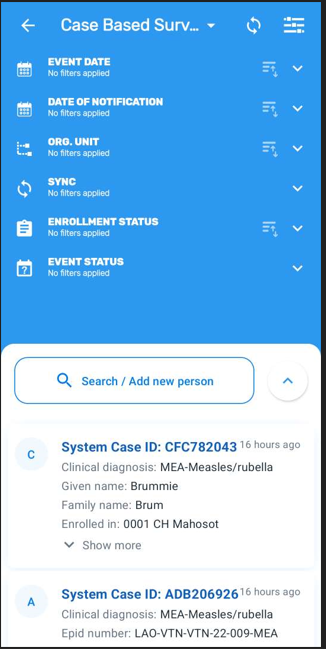 Case Based Surv...
EVENT DATE
No filters applied
DATE OF NOTIFICATION
No filters applied
ORG. UNIT
No filters applied
SYNC
No filters applied
ENROLLMENT STATUS
No filters applied
EVENT STATUS
No filters applied
Search / Add new person
C
System Case ID: CFC782043 16 hours ago
Clinical diagnosis: MEA-Measles/rubella
Given name: Brummie
Family name: Brum
Enrolled in: 0001 CH Mahosot
Show more
A
System Case ID: ADB206926 16 hours ago
Clinical diagnosis: MEA-Measles/rubella
Epid number: LAO-VTN-VTN-22-009-MEA